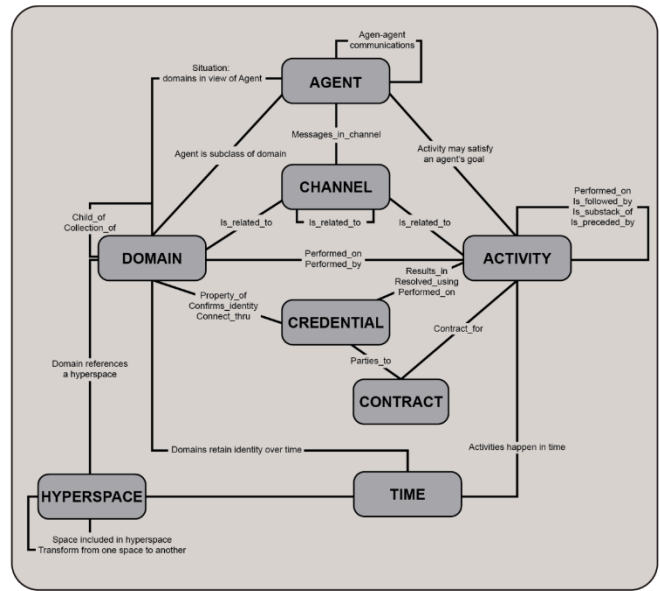 Agen-agent
communications
Situation:
domains in view of Agent
AGENT
Messages_in_channel
Agent is subclass of domain
Activity may satisfy
an agent's goal
CHANNEL
Performed_on
Is_followed_by
Is_substack_of
Is_preceded_by
Child_of
Collection_of
Is_related_to
Is_related_to
Is_related_to
DOMAIN
Performed_on
Performed_by
ACTIVITY
Results_in
Resolved_using
Performed_on
Property_of
Confirms_identity
Connect_thru
CREDENTIAL
Contract_for
Parties_to
Domain references
a hyperspace
CONTRACT
Domains retain identity over time
Activities happen in time
HYPERSPACE
TIME
Space included in hyperspace
Transform from one space to another